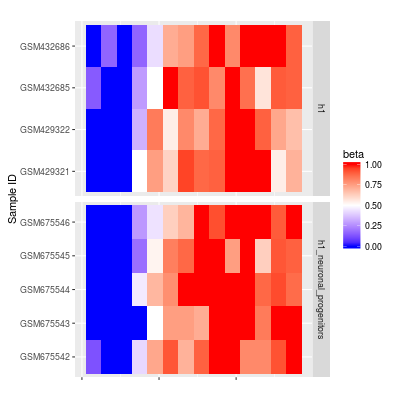 GSM432686
GSM432685
GSM429322
GSM429321
h1
GSM675546
GSM675545
GSM675544
GSM675543
GSM675542
h1_neuronal_progenitors
Sample ID
beta
1.00
0.75
0.50
0.25
0.00